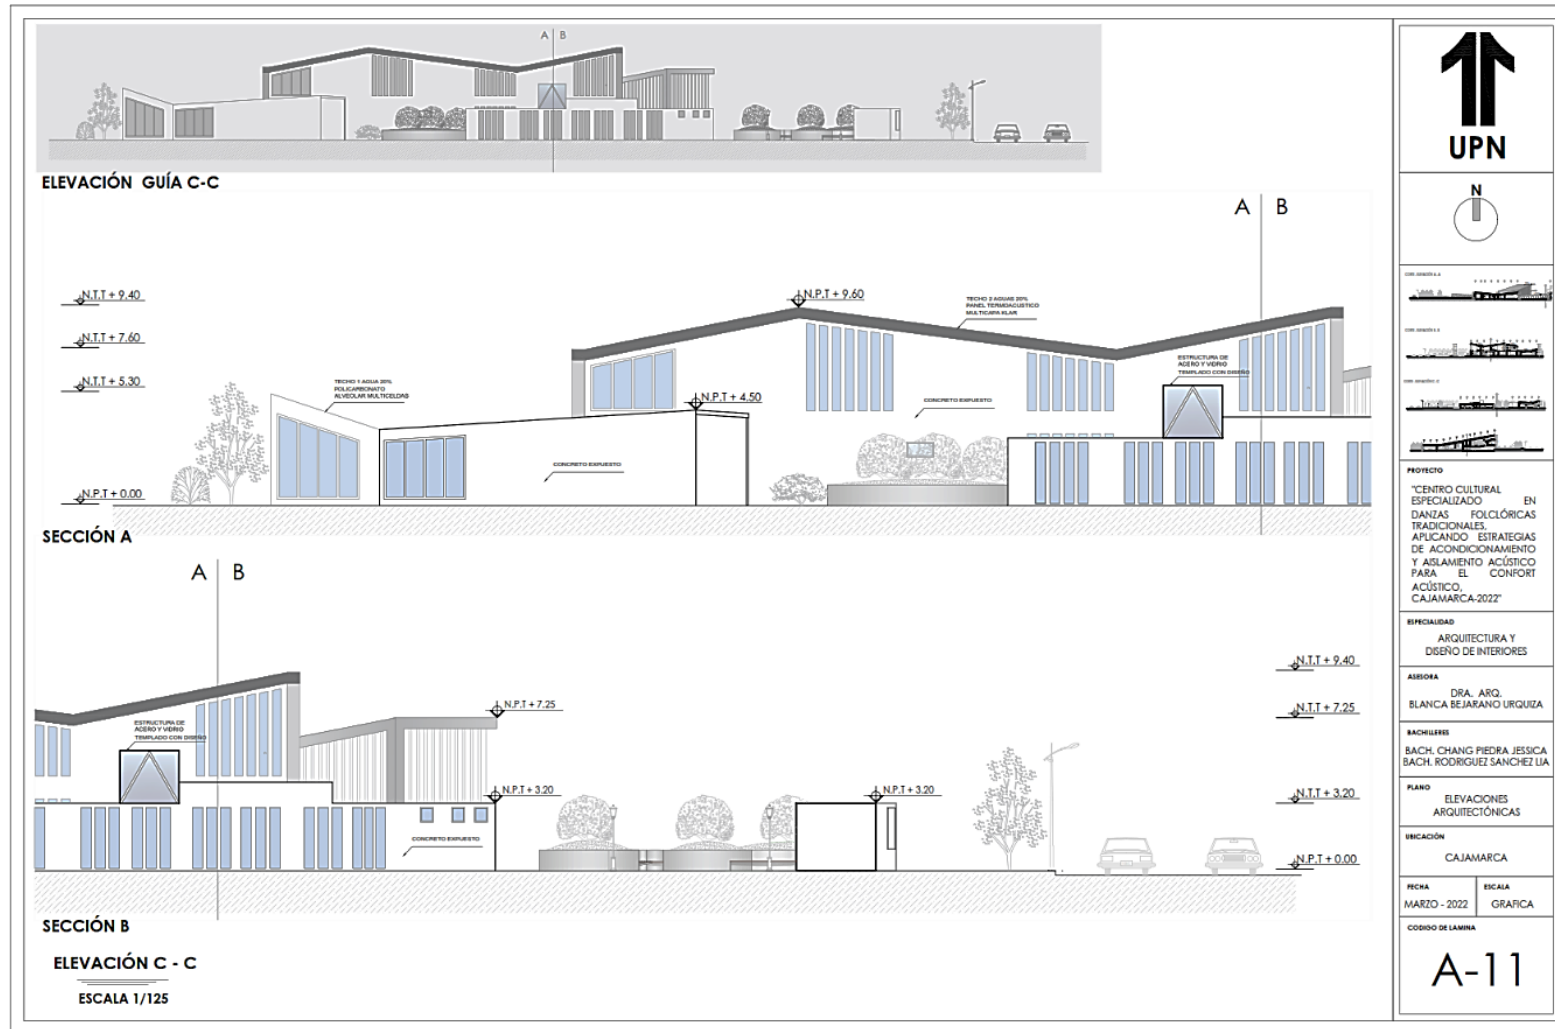 A B
ELEVACIÓN GUÍA C-C
A B
N.T.T + 9.40
N.T.T + 7.60
N.T.T + 5.30
N.P.T + 0.00
N.P.T + 9.60
TECHO 2 AGUAS 20%
PANEL TERMOACUSTICO
MULTICAPA KLAR
ESTRUCTURA DE
ACERO Y VIDRIO
TEMPLADO CON DISEÑO
TECHO 1 AGUA 20%
POLICARBONATO
ALVEOLAR MULTICELDAS
N.P.T + 4.50
CONCRETO EXPUESTO
CONCRETO EXPUESTO
SECCIÓN A
A B
ESTRUCTURA DE
ACERO Y VIDRIO
TEMPLADO CON DISEÑO
N.P.T + 7.25
N.P.T + 3.20
CONCRETO EXPUESTO
N.P.T + 3.20
N.T.T + 9.40
N.T.T + 7.25
N.T.T + 3.20
N.P.T + 0.00
SECCIÓN B
ELEVACIÓN C - C
ESCALA 1/125
UPN
N
PROYECTO
"CENTRO CULTURAL
ESPECIALIZADO EN
DANZAS FOLCLÓRICAS
TRADICIONALES,
APLICANDO ESTRATEGIAS
DE ACONDICIONAMIENTO
Y AISLAMIENTO ACÚSTICO
PARA EL CONFORT
ACÚSTICO,
CAJAMARCA-2022"
ESPECIALIDAD
ARQUITECTURA Y
DISEÑO DE INTERIORES
ASESORA
DRA. ARQ.
BLANCA BEJARANO URQUIZA
BACHILLERES
BACH. CHANG PIEDRA JESSICA
BACH. RODRIGUEZ SANCHEZ LIA
PLANO
ELEVACIONES
ARQUITECTÓNICAS
UBICACIÓN
CAJAMARCA
FECHA
MARZO - 2022
ESCALA
GRAFICA
CODIGO DE LAMINA
A-11